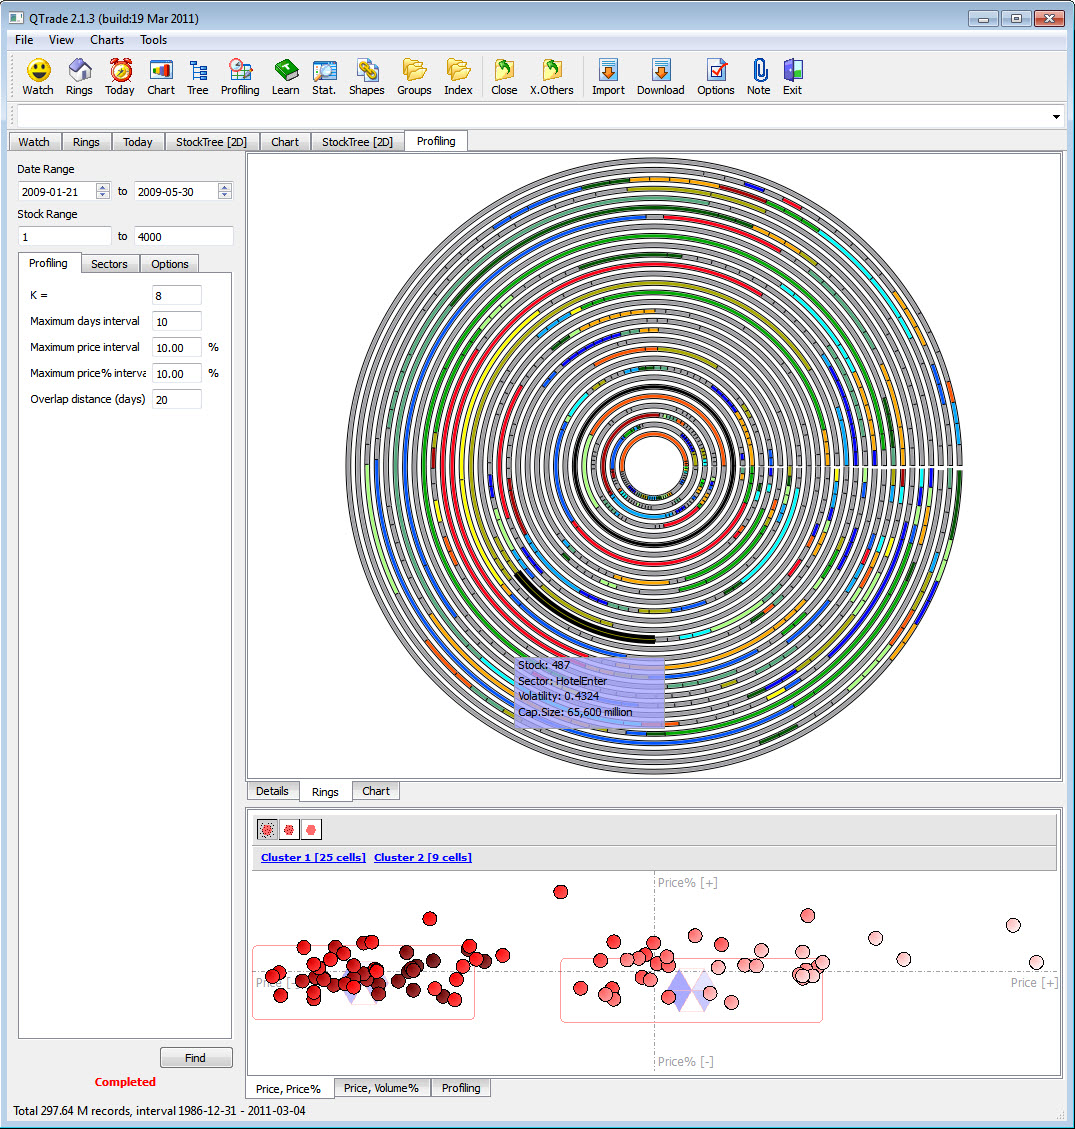 QTrade 2.1.3 (build:19 Mar 2011)
File View Charts Tools
Watch Rings Today Chart Tree Profiling Learn Stat. Shapes Groups Index Close X.Others Import Download Options Note Exit
Watch Rings Today StockTree [2D] Chart StockTree [2D] Profiling
Date Range
2009-01-21 to 2009-05-30
Stock Range
1 to 4000
Profiling Sectors Options
K = 8
Maximum days interval 10
Maximum price interval 10.00 %
Maximum price% interva 10.00 %
Overlap distance (days) 20
Stock: 487
Sector: HotelEnter
Volatility: 0.4324
Cap.Size: 65,600 million
Details Rings Chart
Cluster 1 [25 cells] Cluster 2 [9 cells]
Price% [+]
Price [-] Price [+]
Price% [-]
Find
Completed
Price, Price% Price, Volume% Profiling
Total 297.64 M records, interval 1986-12-31 - 2011-03-04